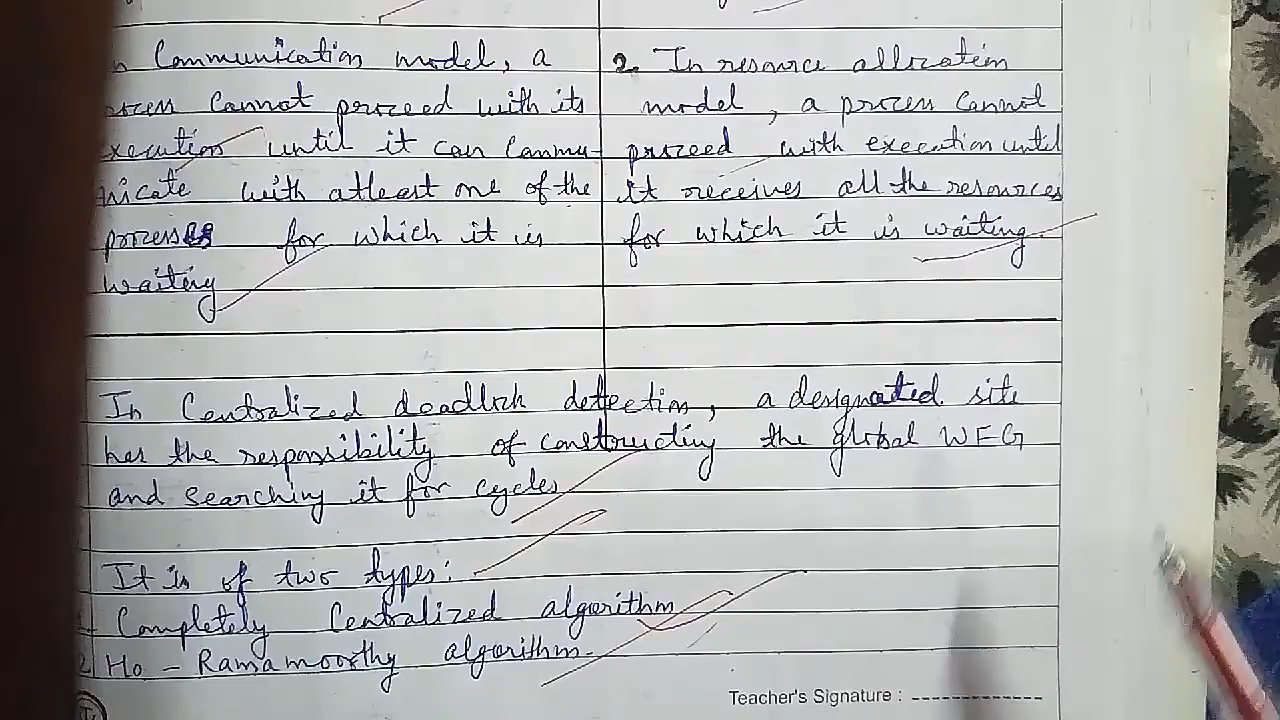 Communication model, a
cannot proceed with its
until it can commu-
nicate with atleast one of the
process for which it is
waiting
2. In resource allocation
model, a process cannot
proceed with execution until
it receives all the resources
for which it is waiting.
In Centralized deadlock detection, a designated site
has the responsibility of constructing the global WFG
and searching it for cycles
It is of two types:
Completely Centralized algorithm
2 Ho - Ramamoorthy algorithm.
Teacher's Signature : -------------